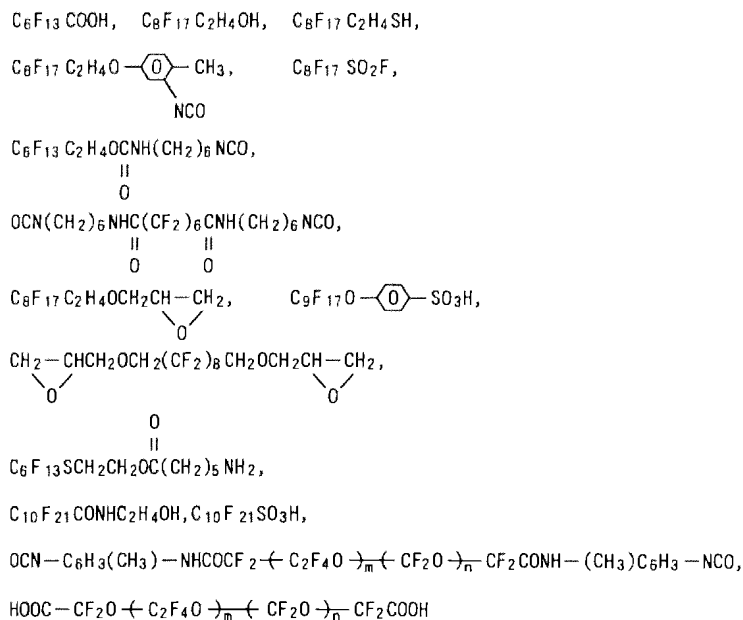 C6F13COOH, C8F17C2H4OH, C8F17C2H4SH,
C8F17C2H4O—O—CH3, C8F17SO2F,
NCO
C6F13C2H4OCNH(CH2)6NCO,
O
OCN(CH2)6NHC(CF2)6CNH(CH2)6NCO,
O O
C8F17C2H4OCH2CH—CH2, C9F17O—O—SO3H,
O
CH2—CHCH2OCH2(CF2)8CH2OCH2CH—CH2,
O O
O
C6F13SCH2CH2OC(CH2)5NH2,
C10F21CONHC2H4OH, C10F21SO3H,
OCN—C6H3(CH3)—NHCOCF2—(C2F4O)m—(CF2O)n—CF2CONH—(CH3)C6H3—NCO,
HOOC—CF2O—(C2F4O)m—(CF2O)n—CF2COOH